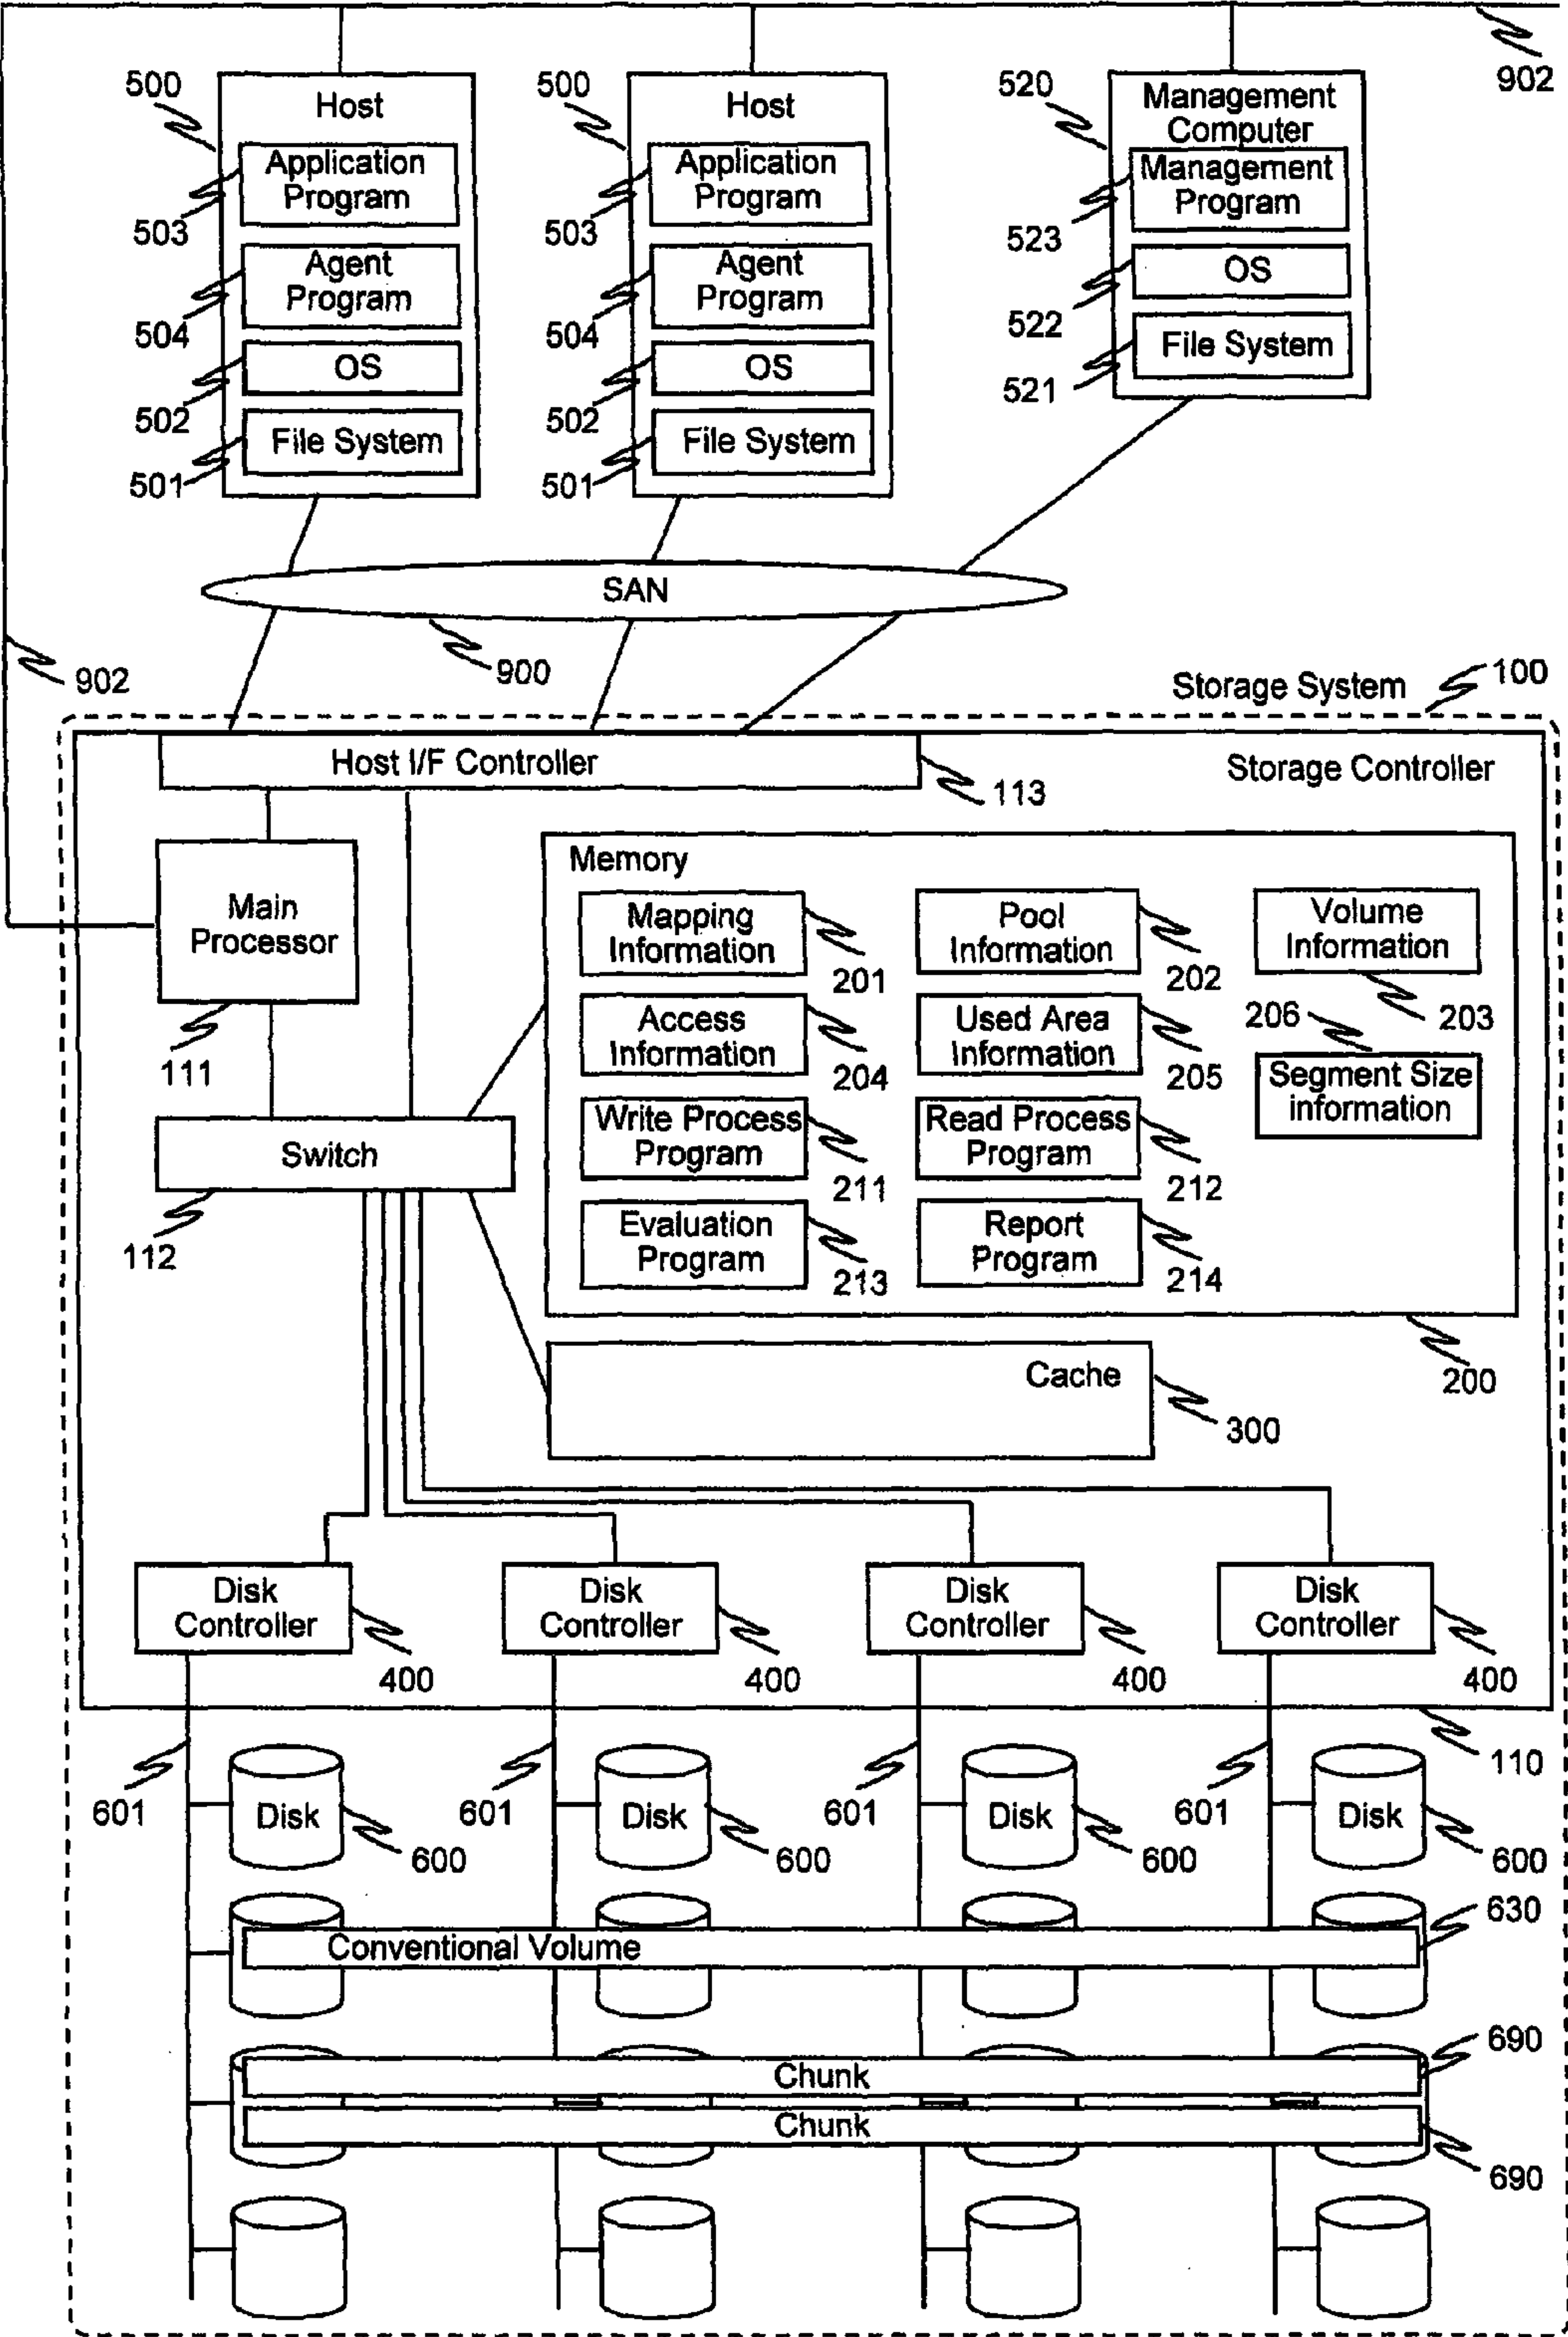 902
500
Host
500
Host
520
Management
Computer
Application
Program
503
Application
Program
503
Management
Program
523
Agent
Program
504
Agent
Program
504
OS
522
OS
502
OS
502
File System
521
File System
501
File System
501
SAN
900
902
Storage System
100
Host I/F Controller
113
Storage Controller
Main
Processor
111
Memory
Mapping
Information
201
Pool
Information
202
Volume
Information
203
Access
Information
204
Used Area
Information
205
206
Segment Size
information
Write Process
Program
211
Read Process
Program
212
Evaluation
Program
213
Report
Program
214
Switch
112
200
Cache
300
Disk
Controller
400
Disk
Controller
400
Disk
Controller
400
Disk
Controller
400
110
601
Disk
600
601
Disk
600
601
Disk
600
601
Disk
600
630
Conventional Volume
690
Chunk
Chunk
690